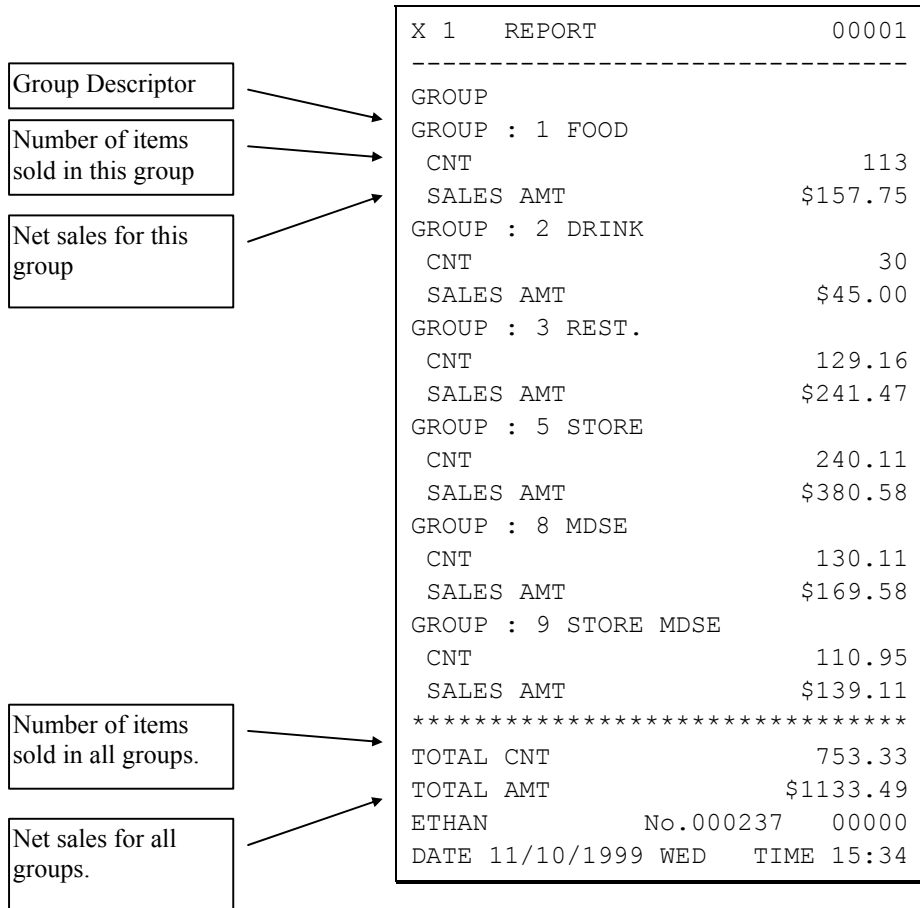 Group Descriptor
Number of items
sold in this group
Net sales for this
group
Number of items
sold in all groups.
Net sales for all
groups.
X 1 REPORT 00001
--------------------------------
GROUP
GROUP : 1 FOOD
CNT 113
SALES AMT $157.75
GROUP : 2 DRINK
CNT 30
SALES AMT $45.00
GROUP : 3 REST.
CNT 129.16
SALES AMT $241.47
GROUP : 5 STORE
CNT 240.11
SALES AMT $380.58
GROUP : 8 MDSE
CNT 130.11
SALES AMT $169.58
GROUP : 9 STORE MDSE
CNT 110.95
SALES AMT $139.11
********************************
TOTAL CNT 753.33
TOTAL AMT $1133.49
ETHAN No.000237 00000
DATE 11/10/1999 WED TIME 15:34